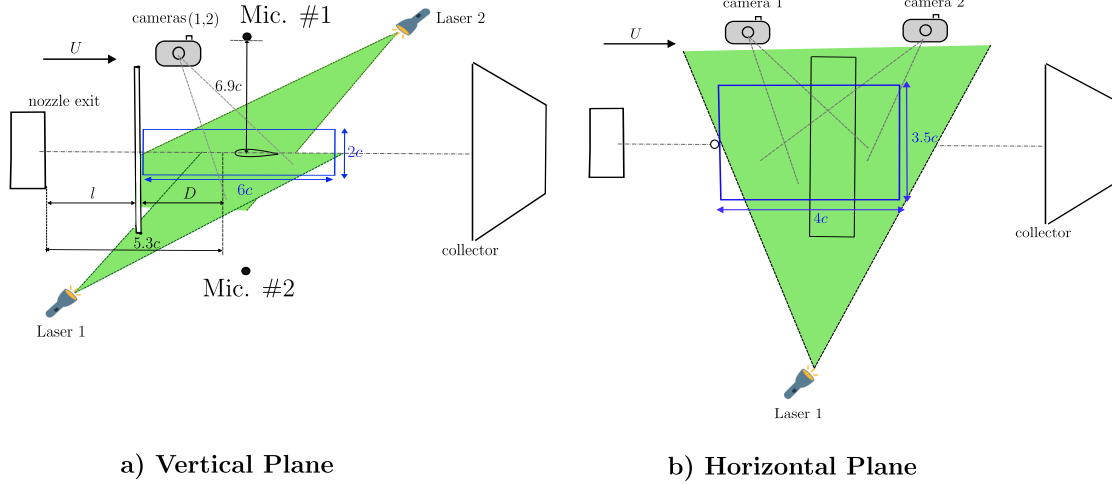 cameras(1,2)
Mic. #1
Laser 2
U
6.9c
nozzle exit
2c
6c
l
D
5.3c
collector
Mic. #2
Laser 1
a) Vertical Plane
camera 1
camera 2
U
3.5c
4c
collector
Laser 1
b) Horizontal Plane